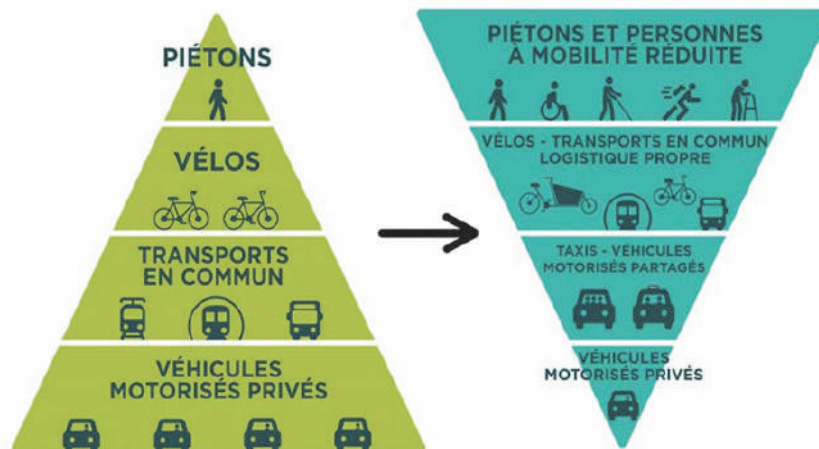 PIÉTONS
VÉLOS
TRANSPORTS
EN COMMUN
VÉHICULES
MOTORISÉS PRIVÉS
PIÉTONS ET PERSONNES
A MOBILITÉ RÉDUITE
VÉLOS - TRANSPORTS EN COMMUN
LOGISTIQUE PROPRE
TAXIS - VÉHICULES
MOTORISÉS PARTAGÉS
VÉHICULES
MOTORISÉS PRIVÉS